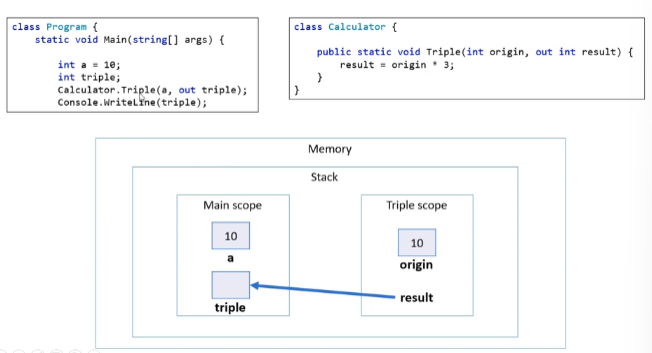 class Program {
static void Main(string[] args) {
int a = 10;
int triple;
Calculator.Triple(a, out triple);
Console.WriteLine(triple);
class Calculator {
public static void Triple(int origin, out int result) {
result = origin * 3;
}
}
Memory
Stack
Main scope
10
a
triple
Triple scope
10
origin
result